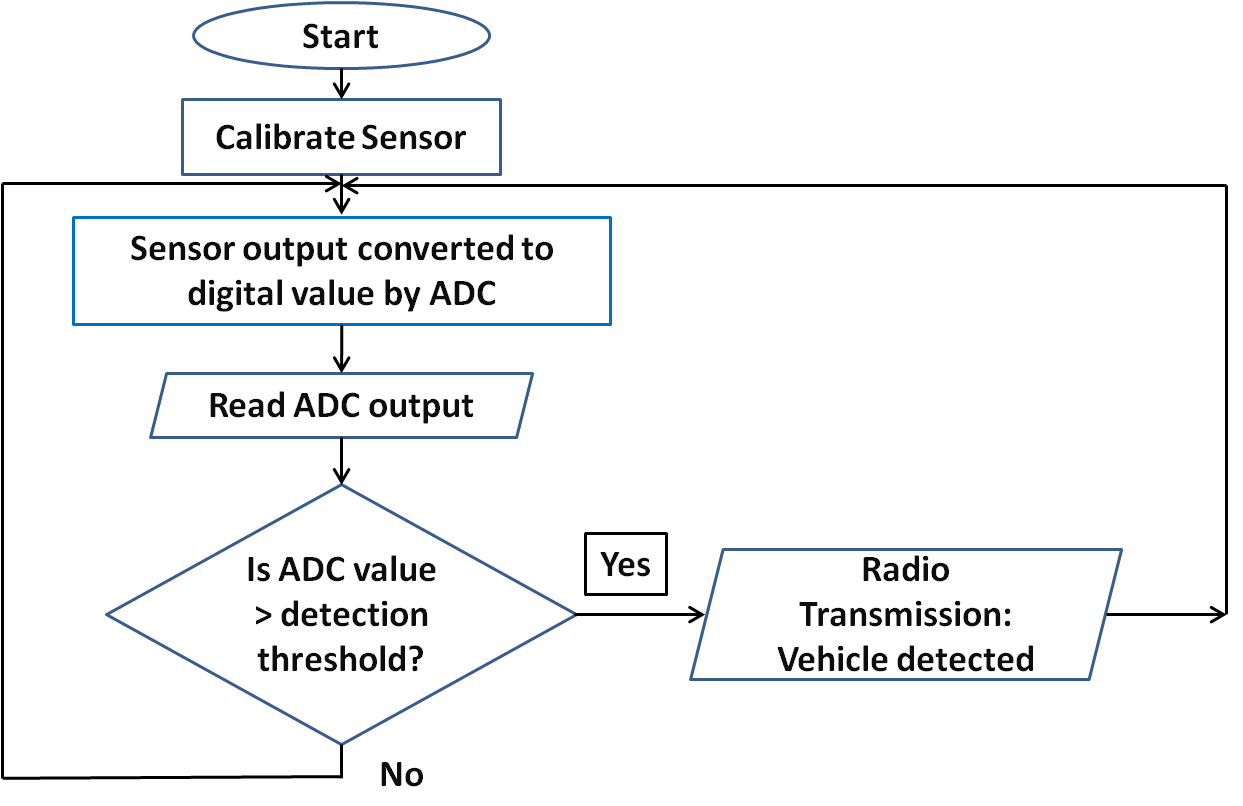 Start
Calibrate Sensor
Sensor output converted to
digital value by ADC
Read ADC output
Is ADC value
> detection
threshold?
Yes
Radio
Transmission:
Vehicle detected
No